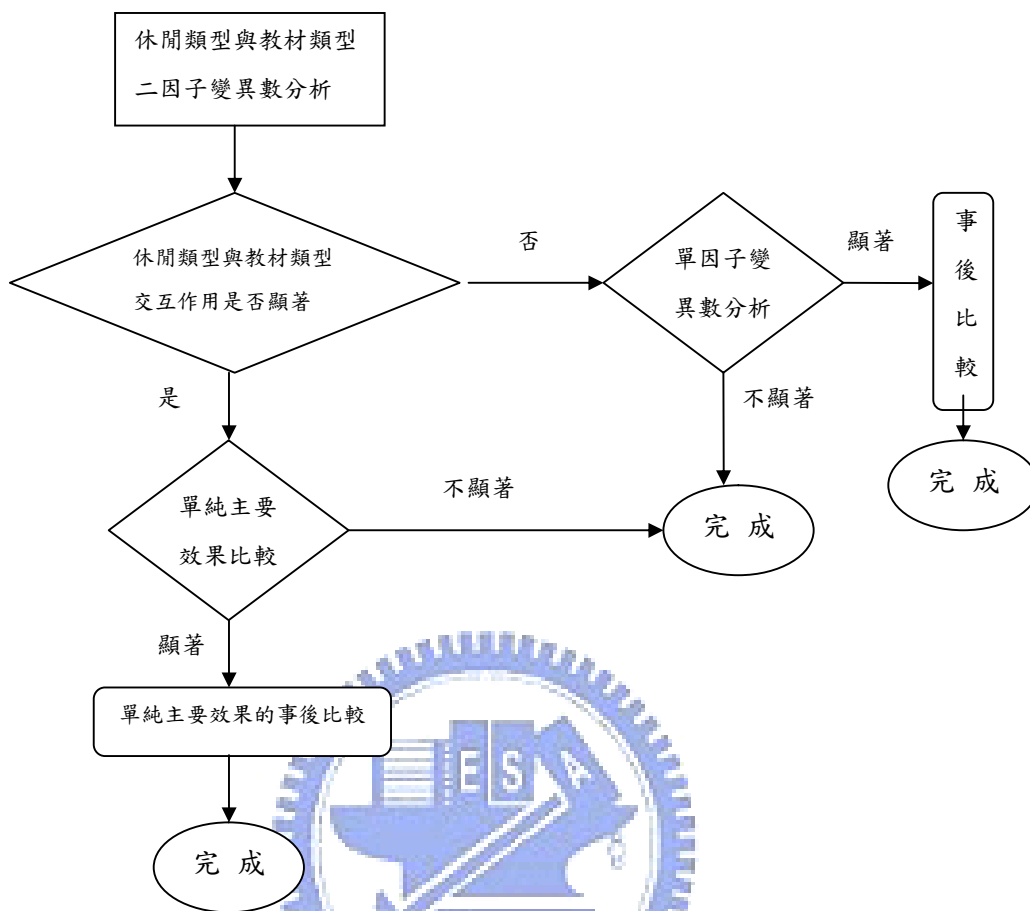 休閒類型與教材類型
二因子變異數分析
休閒類型與教材類型
交互作用是否顯著
否
單因子變
異數分析
顯著
事
後
比
較
是
不顯著
完 成
單純主要
效果比較
不顯著
完 成
顯著
單純主要效果的事後比較
完 成
E S A